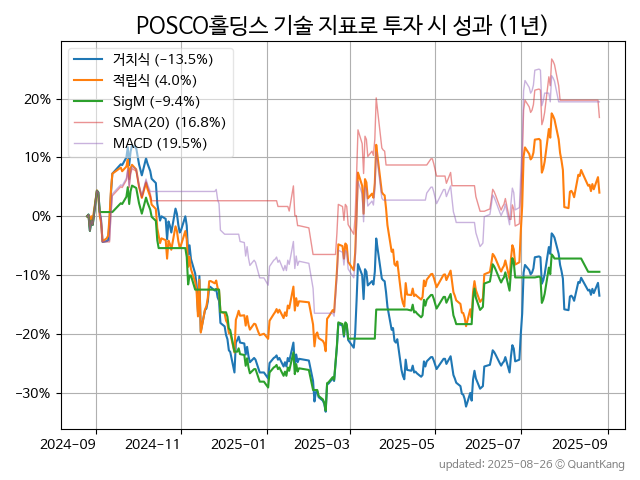 POSCO홀딩스 기술 지표로 투자 시 성과 (1년)
거치식 (−13.5%)
적립식 (4.0%)
SigM (−9.4%)
SMA(20) (16.8%)
MACD (19.5%)
20%
10%
0%
−10%
−20%
−30%
2024-09 2024-11 2025-01 2025-03 2025-05 2025-07 2025-09
updated: 2025-08-26 © QuantKang